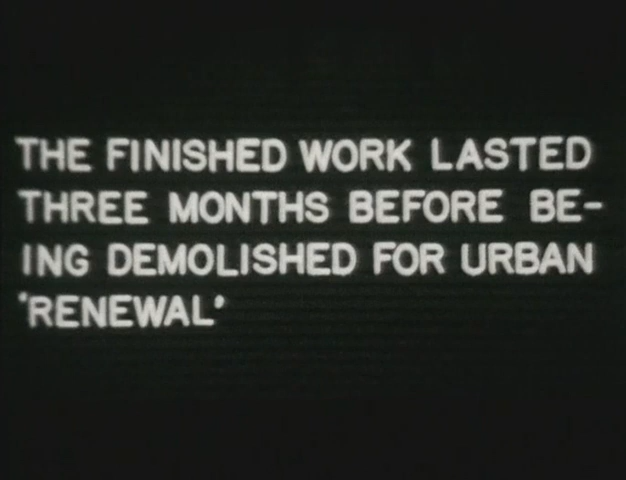 THE FINISHED WORK LASTED
THREE MONTHS BEFORE BE-
ING DEMOLISHED FOR URBAN
'RENEWAL'